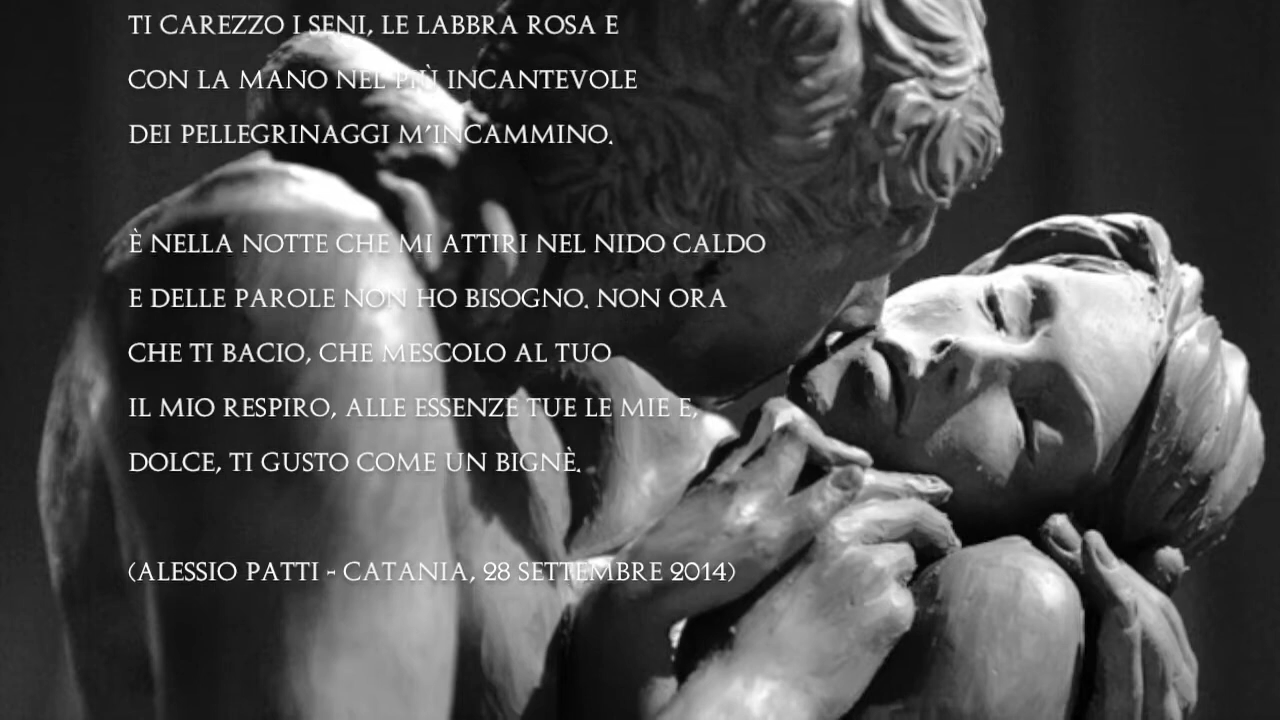 TI CAREZZO I SENI, LE LABBRA ROSA E
CON LA MANO NEL PIÙ INCANTEVOLE
DEI PELLEGRINAGGI M'INCAMMINO.
È NELLA NOTTE CHE MI ATTIRI NEL NIDO CALDO
E DELLE PAROLE NON HO BISOGNO. NON ORA
CHE TI BACIO, CHE MESCOLO AL TUO
IL MIO RESPIRO, ALLE ESSENZE TUE LE MIE E,
DOLCE, TI GUSTO COME UN BIGNÈ.
(ALESSIO PATTI - CATANIA, 28 SETTEMBRE 2014)